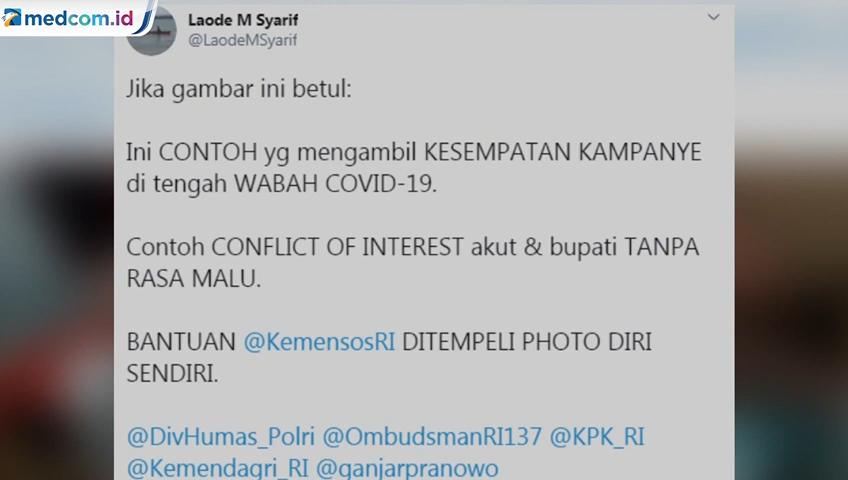 medcom.id
Laode M Syarif
@LaodeMSyarif
Jika gambar ini betul:
Ini CONTOH yg mengambil KESEMPATAN KAMPANYE
di tengah WABAH COVID-19.
Contoh CONFLICT OF INTEREST akut & bupati TANPA
RASA MALU.
BANTUAN @KemensosRI DITEMPELI PHOTO DIRI
SENDIRI.
@DivHumas_Polri @OmbudsmanRI137 @KPK_RI
@Kemendagri_RI @ganjarpranowo